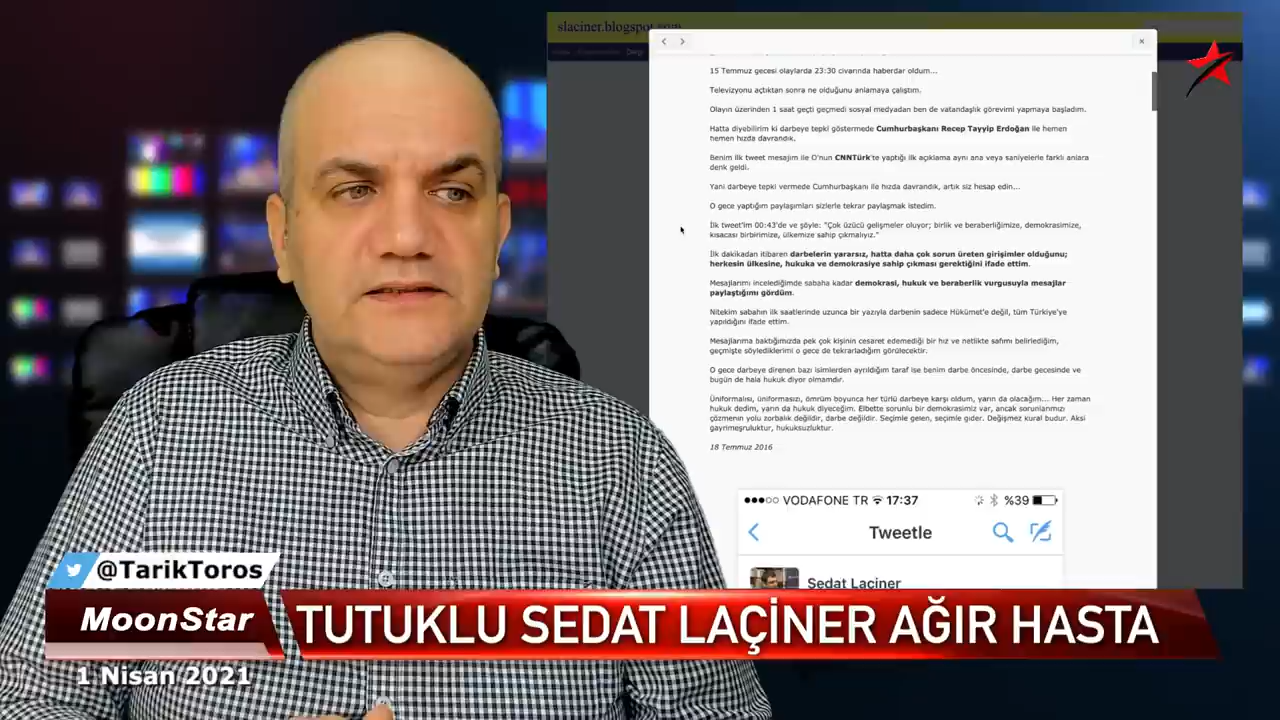 slaciner.blogspot.com
15 Temmuz gecesi olaylarda 23:30 civarında haberdar oldum...
Televizyonu açtıktan sonra ne olduğunu anlamaya çalıştım.
Olayın üzerinden 1 saat geçti geçmedi sosyal medyadan ben de vatandaşlık görevimi yapmaya başladım.
Hatta diyebilirim ki darbeye tepki göstermede Cumhurbaşkanı Recep Tayyip Erdoğan ile hemen
hemen hızda davrandık.
Benim ilk tweet mesajım ile O'nun CNNTürk'te yaptığı ilk açıklama aynı ana veya saniyelerle farklı anlara
denk geldi.
Yani darbeye tepki vermede Cumhurbaşkanı ile hızda davrandık, artık siz hesap edin...
O gece yaptığım paylaşımları sizlerle tekrar paylaşmak istedim.
İlk tweet'im 00:43'de ve şöyle: "Çok üzücü gelişmeler oluyor; birlik ve beraberliğimize, demokrasimize,
kısacası birbirimize, ülkemize sahip çıkmalıyız."
İlk dakikadan itibaren darbelerin yararsız, hatta daha çok sorun üreten girişimler olduğunu;
herkesin ülkesine, hukuka ve demokrasiye sahip çıkması gerektiğini ifade ettim.
Mesajlarımı incelediğimde sabaha kadar demokrasi, hukuk ve beraberlik vurgusuyla mesajlar
paylaştığımı gördüm.
Nitekim sabahın ilk saatlerinde uzunca bir yazıyla darbenin sadece Hükümet'e değil, tüm Türkiye'ye
yapıldığını ifade ettim.
Mesajlarıma baktığımızda pek çok kişinin cesaret edemediği bir hız ve netlikte safımı belirlediğim,
geçmişte söylediklerimi o gece de tekrarladığım görülecektir.
O gece darbeye direnen bazı isimlerden ayrıldığım taraf ise benim darbe öncesinde, darbe gecesinde ve
bugün de hala hukuk diyor olmamdır.
Üniformalısı, üniformasızı, ömrüm boyunca her türlü darbeye karşı oldum, yarın da olacağım... Her zaman
hukuk dedim, yarın da hukuk diyeceğim. Elbette sorunlu bir demokrasimiz var, ancak sorunlarımızı
çözmenin yolu zorbalık değildir, darbe değildir. Seçimle gelen, seçimle gider. Değişmez kural budur. Aksi
gayrimeşruluktur, hukuksuzluktur.
18 Temmuz 2016
VODAFONE TR 17:37 %39
Tweetle
Sedat Laciner
@TarikToros
MoonStar
TUTUKLU SEDAT LAÇİNER AĞIR HASTA
1 Nisan 2021